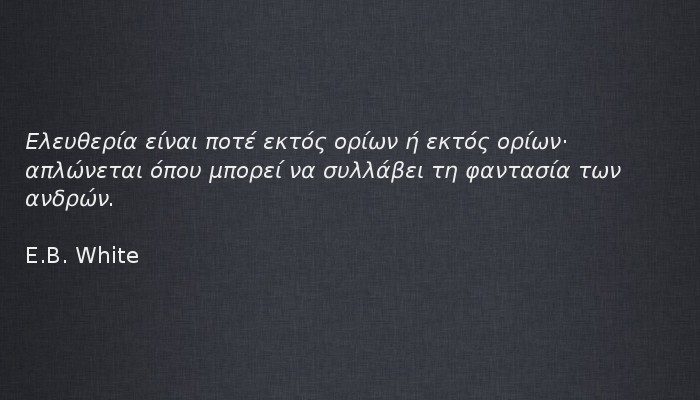 Ελευθερία είναι ποτέ εκτός ορίων ή εκτός ορίων·
απλώνεται όπου μπορεί να συλλάβει τη φαντασία των
ανδρών.
E.B. White